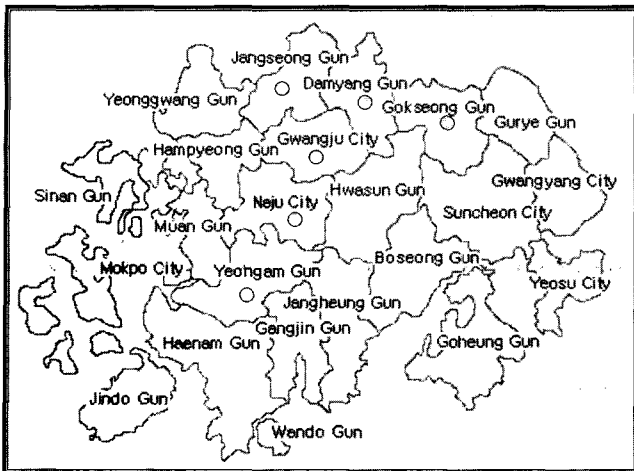 Jangseong Gun
Damyang Gun
Yeonggwang Gun
Gokseong Gun
Gurye Gun
Gwangju City
Hampyeong Gun
Gwangyang City
Sinan Gun
Hwasun Gun
Naju City
Suncheon City
Muan Gun
Boseong Gun
Mokpo City
Yeohgam Gun
Yeosu City
Jangheung Gun
Gangjin Gun
Haenam Gun
Goheung Gun
Jindo Gun
Wando Gun